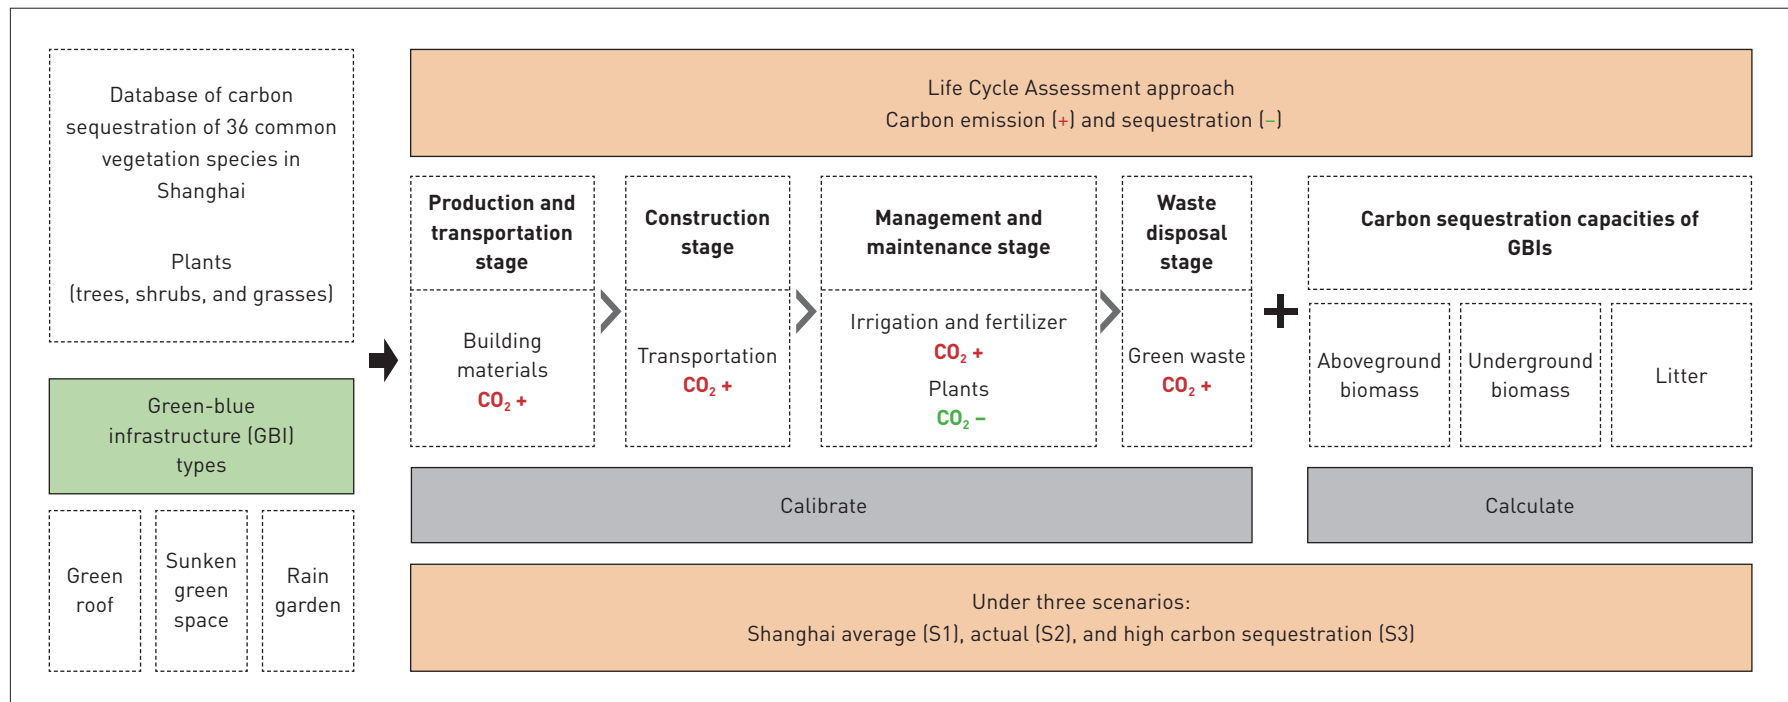 Database of carbon
sequestration of 36 common
vegetation species in
Shanghai
Plants
(trees, shrubs, and grasses)
Green-blue
infrastructure (GBI)
types
Green
roof
Sunken
green
space
Rain
garden
Life Cycle Assessment approach
Carbon emission (+) and sequestration (−)
Production and
transportation
stage
Building
materials
CO₂ +
Construction
stage
Transportation
CO₂ +
Management and
maintenance stage
Irrigation and fertilizer
CO₂ +
Plants
CO₂ −
Waste
disposal
stage
Green waste
CO₂ +
Carbon sequestration capacities of
GBIs
Aboveground
biomass
Underground
biomass
Litter
Calibrate
Calculate
Under three scenarios:
Shanghai average (S1), actual (S2), and high carbon sequestration (S3)